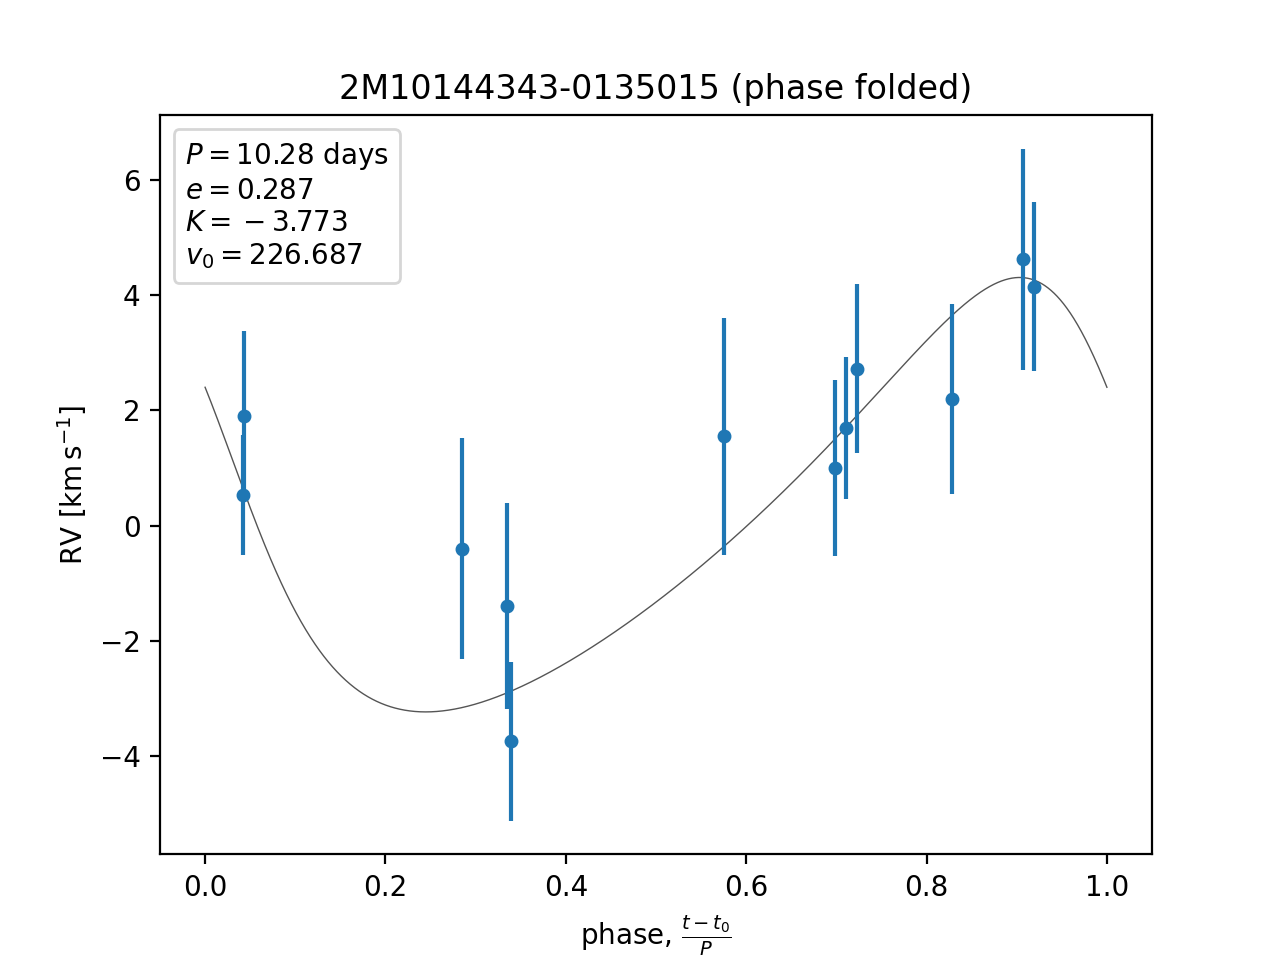 2M10144343-0135015 (phase folded)
P = 10.28 days
e = 0.287
K = −3.773
v₀ = 226.687
6
4
2
0
−2
−4
RV [km s⁻¹]
0.0 0.2 0.4 0.6 0.8 1.0
phase, (t − t₀)/P